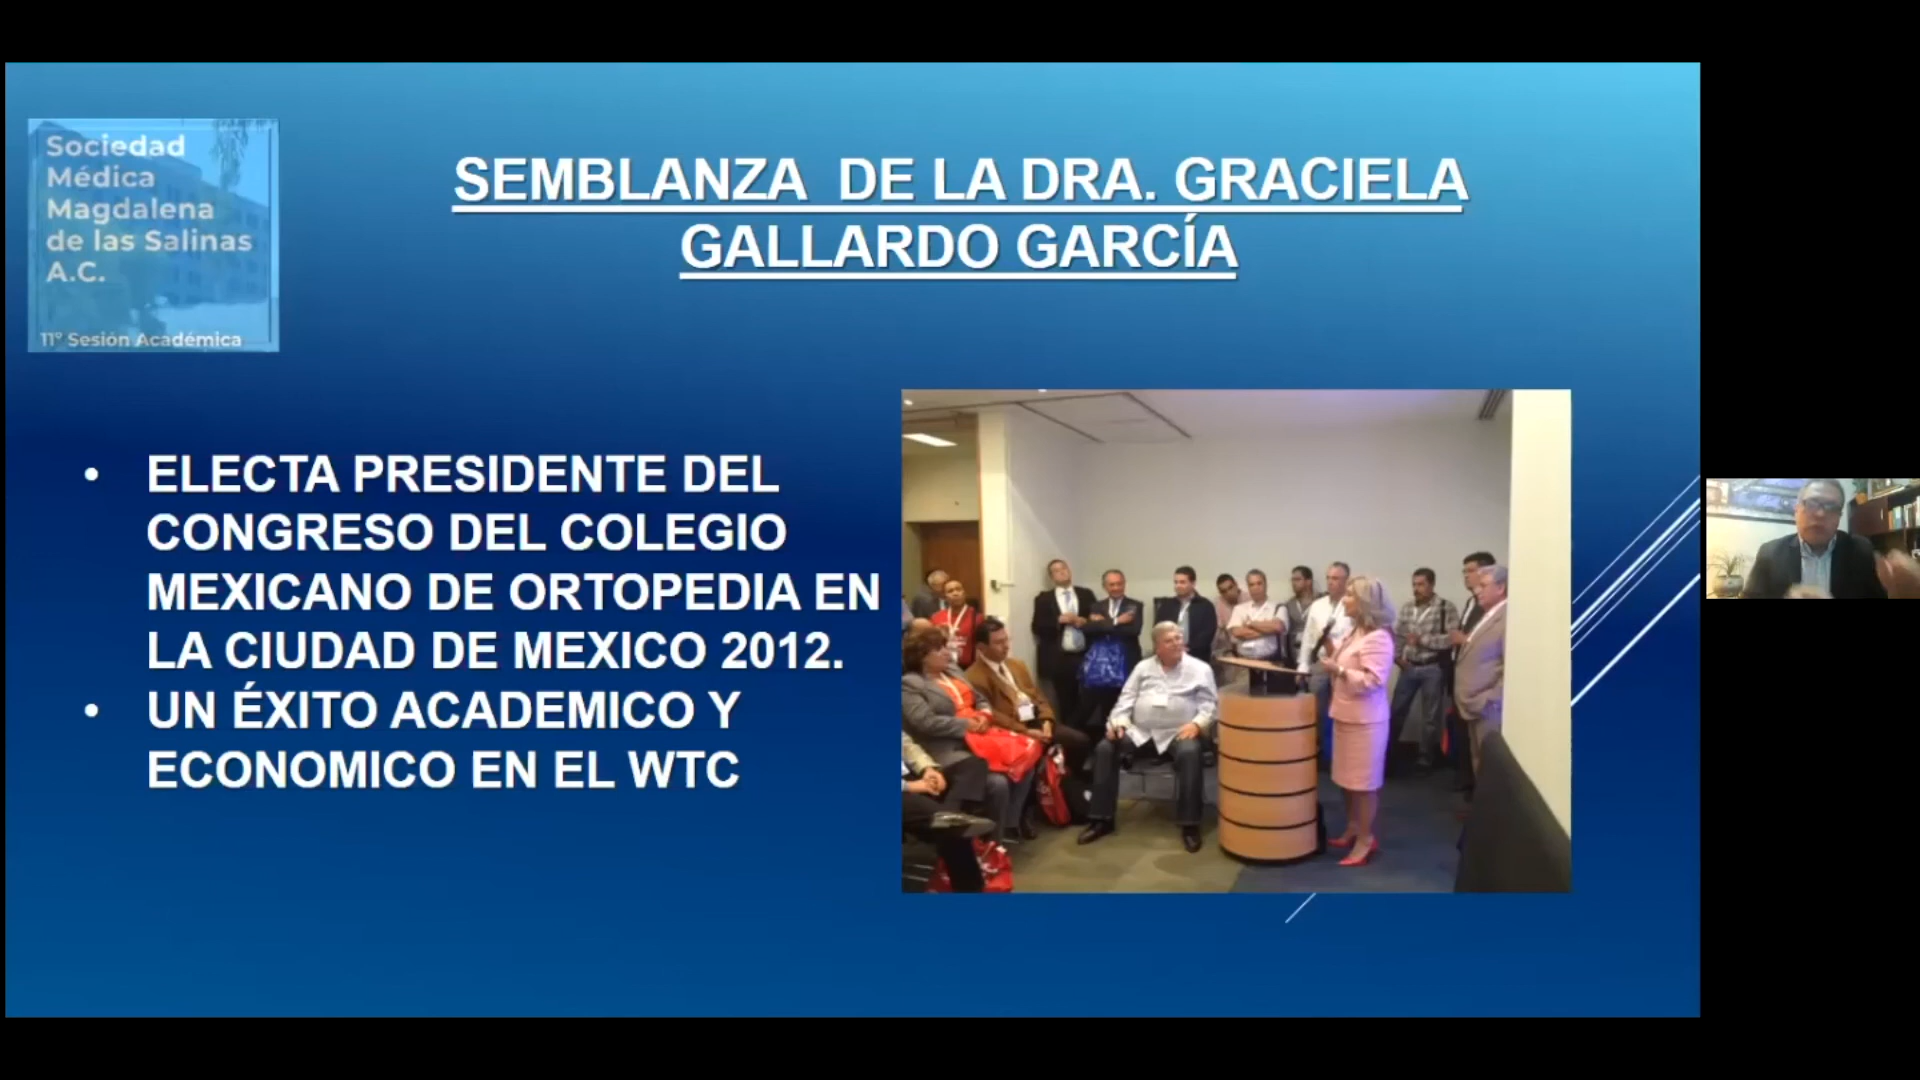 Sociedad
Médica
Magdalena
de las Salinas
A.C.
11° Sesión Académica
SEMBLANZA DE LA DRA. GRACIELA
GALLARDO GARCÍA
• ELECTA PRESIDENTE DEL
CONGRESO DEL COLEGIO
MEXICANO DE ORTOPEDIA EN
LA CIUDAD DE MEXICO 2012.
• UN ÉXITO ACADEMICO Y
ECONOMICO EN EL WTC